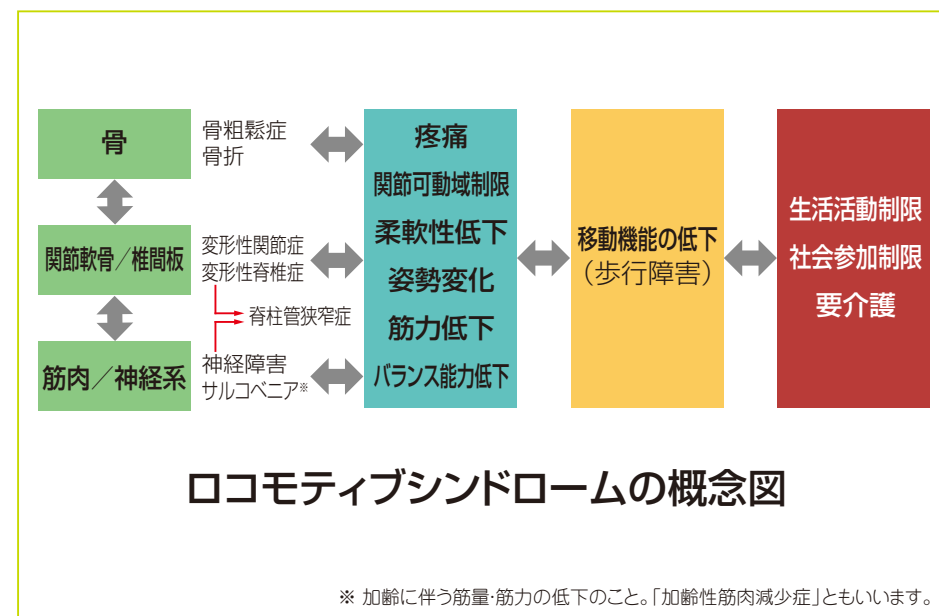 骨
骨粗鬆症
骨折
関節軟骨／椎間板
変形性関節症
変形性脊椎症
脊柱管狭窄症
筋肉／神経系
神経障害
サルコペニア※
疼痛
関節可動域制限
柔軟性低下
姿勢変化
筋力低下
バランス能力低下
移動機能の低下
（歩行障害）
生活活動制限
社会参加制限
要介護
ロコモティブシンドロームの概念図
※ 加齢に伴う筋量･筋力の低下のこと。「加齢性筋肉減少症」ともいいます。